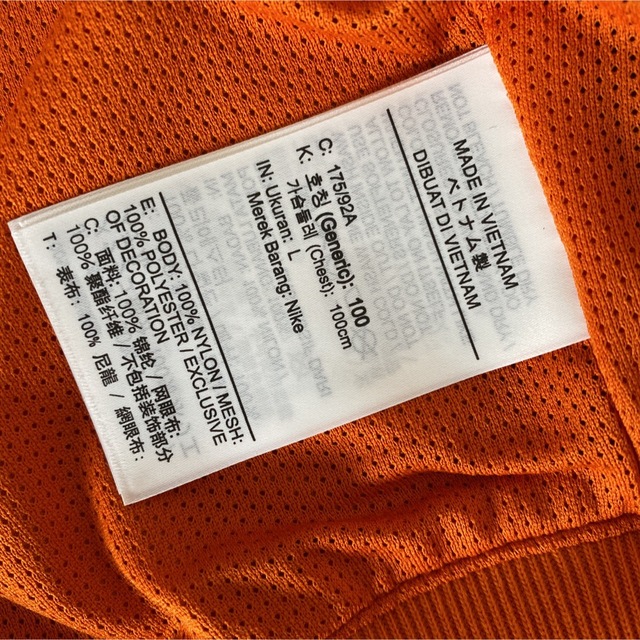 MADE IN VIETNAM
ベトナム製
DIBUAT DI VIETNAM
C: 175/92A
K: 호칭 (Generic): 100
가슴둘레 (Chest): 100cm
IN: Ukuran: L
Merek Barang: Nike
E: BODY: 100% NYLON / MESH:
100% POLYESTER / EXCLUSIVE
OF DECORATION
C: 面料: 100% 锦纶 / 网眼布:
100% 聚酯纤维 / 不包括装饰部分
T: 表布: 100% 尼龍 / 網眼布: